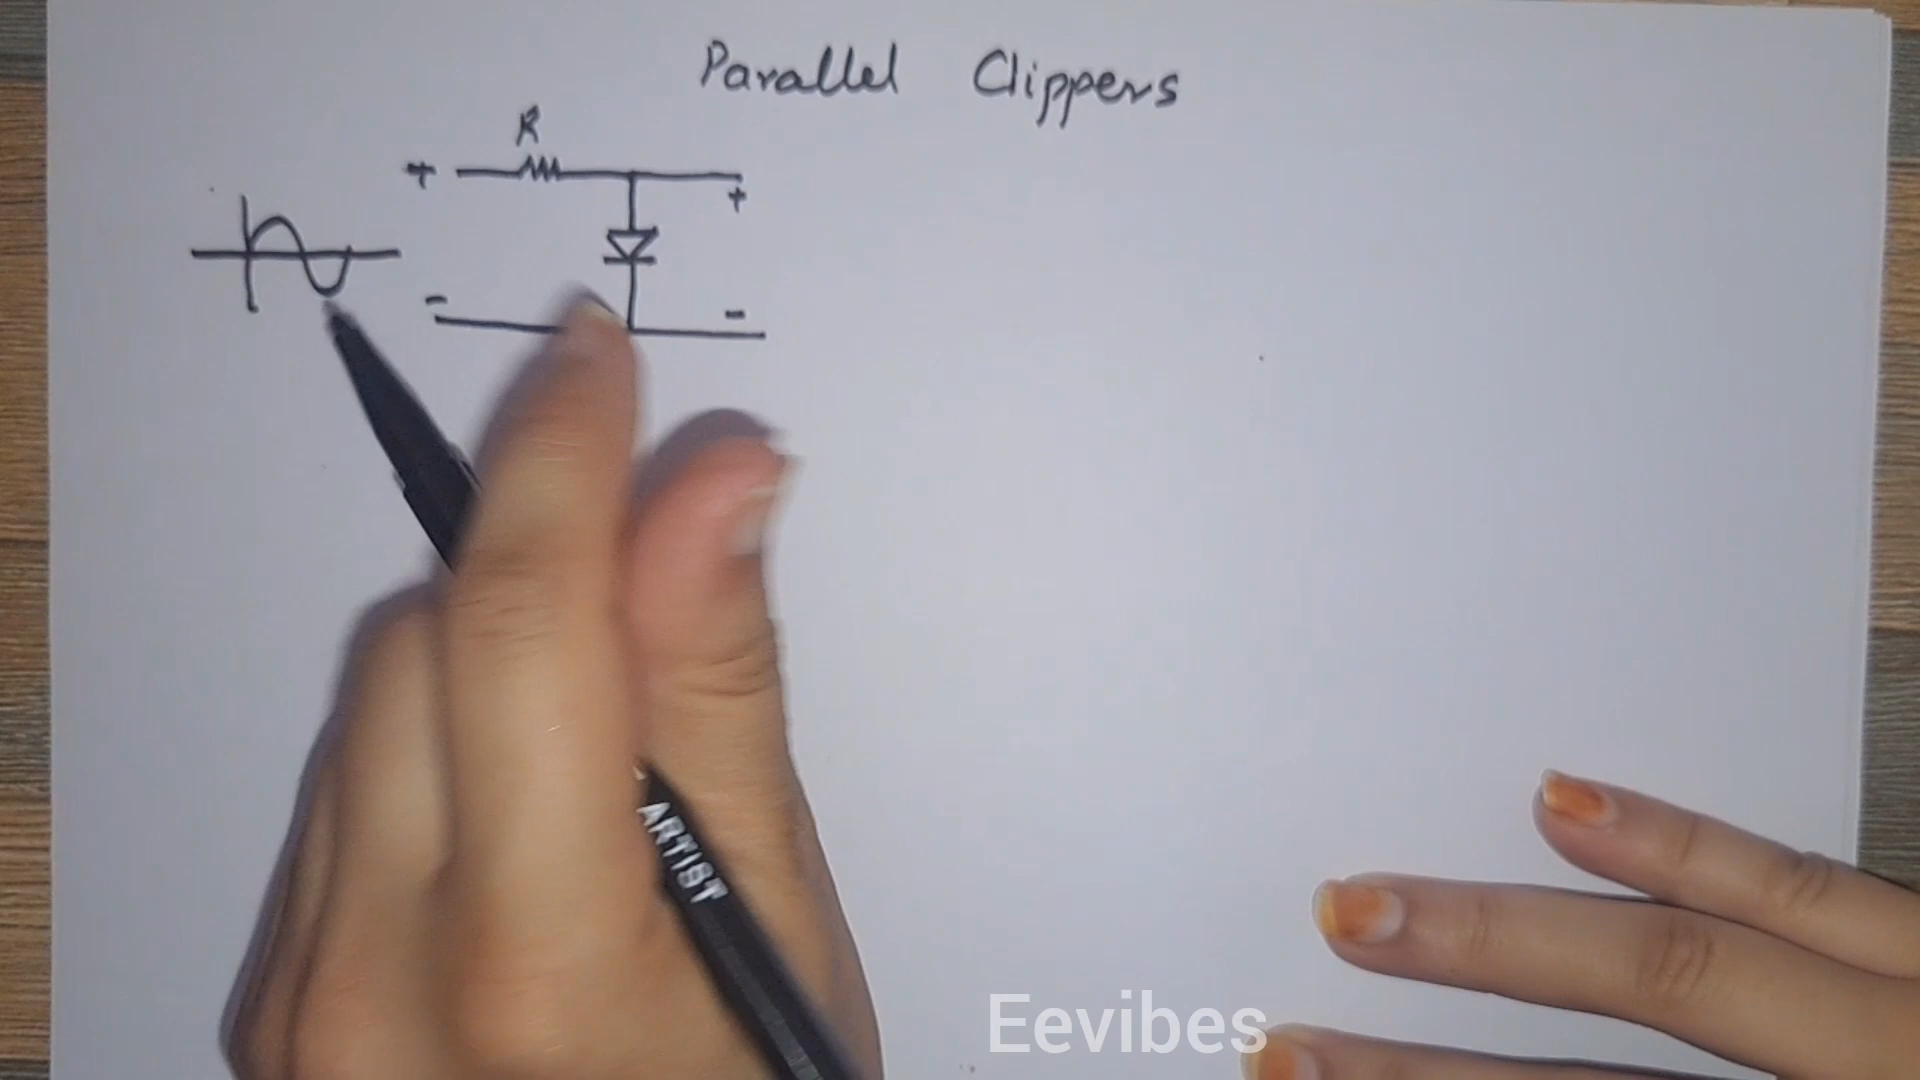 Parallel Clippers
R
+
+
-
-
ARTIST
Eevibes